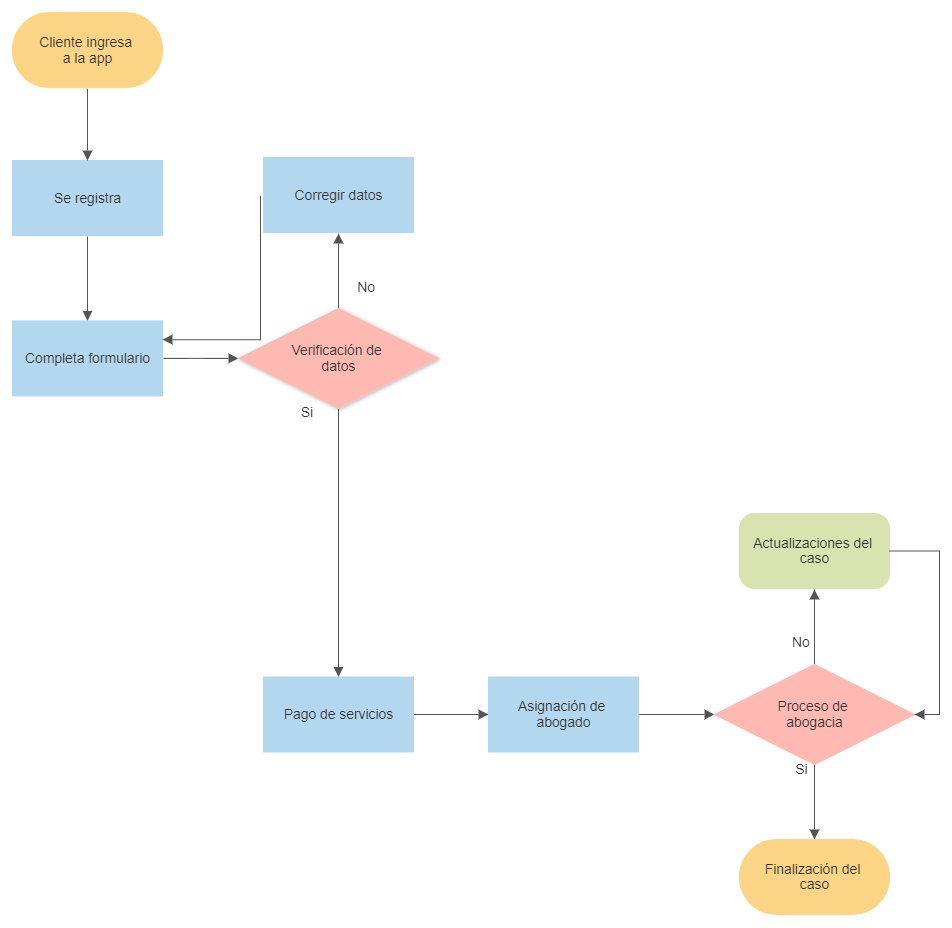 Cliente ingresa
a la app
Se registra
Corregir datos
No
Completa formulario
Verificación de
datos
Si
Actualizaciones del
caso
No
Pago de servicios
Asignación de
abogado
Proceso de
abogacia
Si
Finalización del
caso